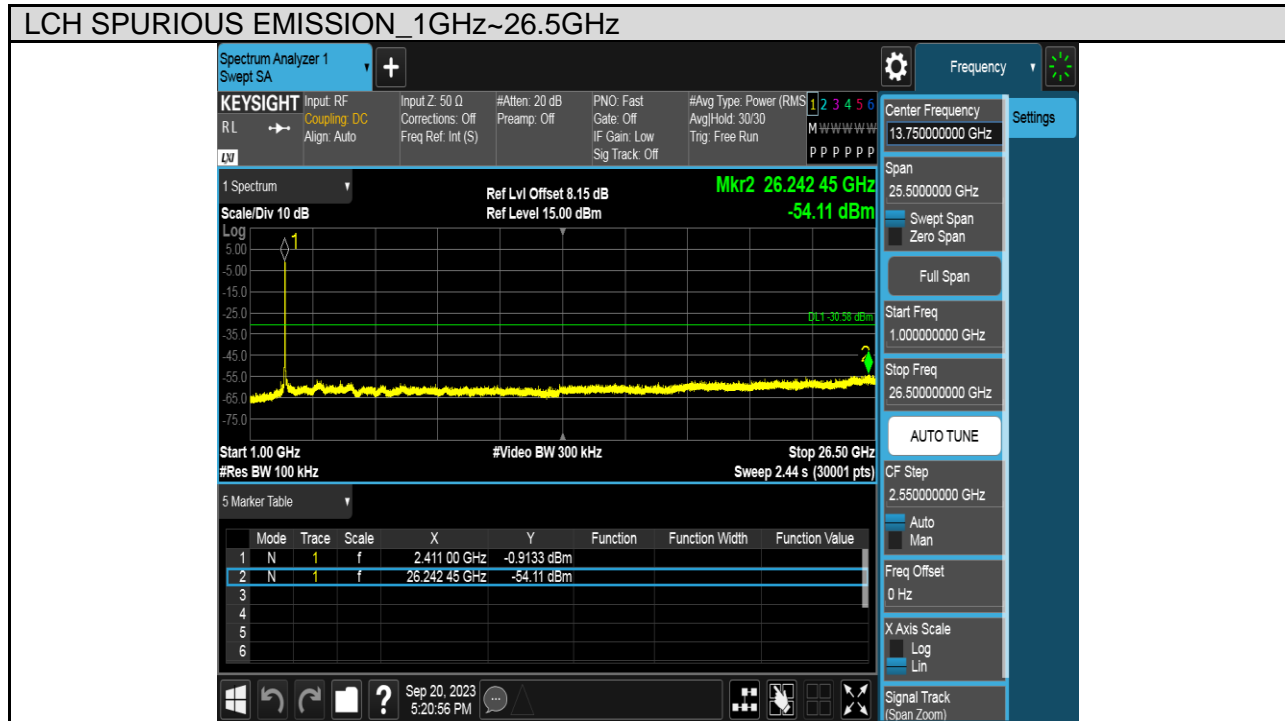 LCH SPURIOUS EMISSION_1GHz~26.5GHz
Spectrum Analyzer 1
Swept SA
+
Frequency
KEYSIGHT
RL
LXI
Input: RF
Coupling: DC
Align: Auto
Input Z: 50 Ω
Corrections: Off
Freq Ref: Int (S)
#Atten: 20 dB
Preamp: Off
PNO: Fast
Gate: Off
IF Gain: Low
Sig Track: Off
#Avg Type: Power (RMS
Avg|Hold: 30/30
Trig: Free Run
1 2 3 4 5 6
M W W W W W
P P P P P P
1 Spectrum
Scale/Div 10 dB
Ref Lvl Offset 8.15 dB
Ref Level 15.00 dBm
Mkr2 26.242 45 GHz
-54.11 dBm
Log
5.00
-5.00
-15.0
-25.0
-35.0
-45.0
-55.0
-65.0
-75.0
1
DL1 -30.58 dBm
2
Start 1.00 GHz
#Res BW 100 kHz
#Video BW 300 kHz
Stop 26.50 GHz
Sweep 2.44 s (30001 pts)
5 Marker Table
Mode Trace Scale X Y Function Function Width Function Value
1 N 1 f 2.411 00 GHz -0.9133 dBm
2 N 1 f 26.242 45 GHz -54.11 dBm
3
4
5
6
?
Sep 20, 2023
5:20:56 PM
Center Frequency
13.750000000 GHz
Settings
Span
25.5000000 GHz
Swept Span
Zero Span
Full Span
Start Freq
1.000000000 GHz
Stop Freq
26.500000000 GHz
AUTO TUNE
CF Step
2.550000000 GHz
Auto
Man
Freq Offset
0 Hz
X Axis Scale
Log
Lin
Signal Track
(Span Zoom)